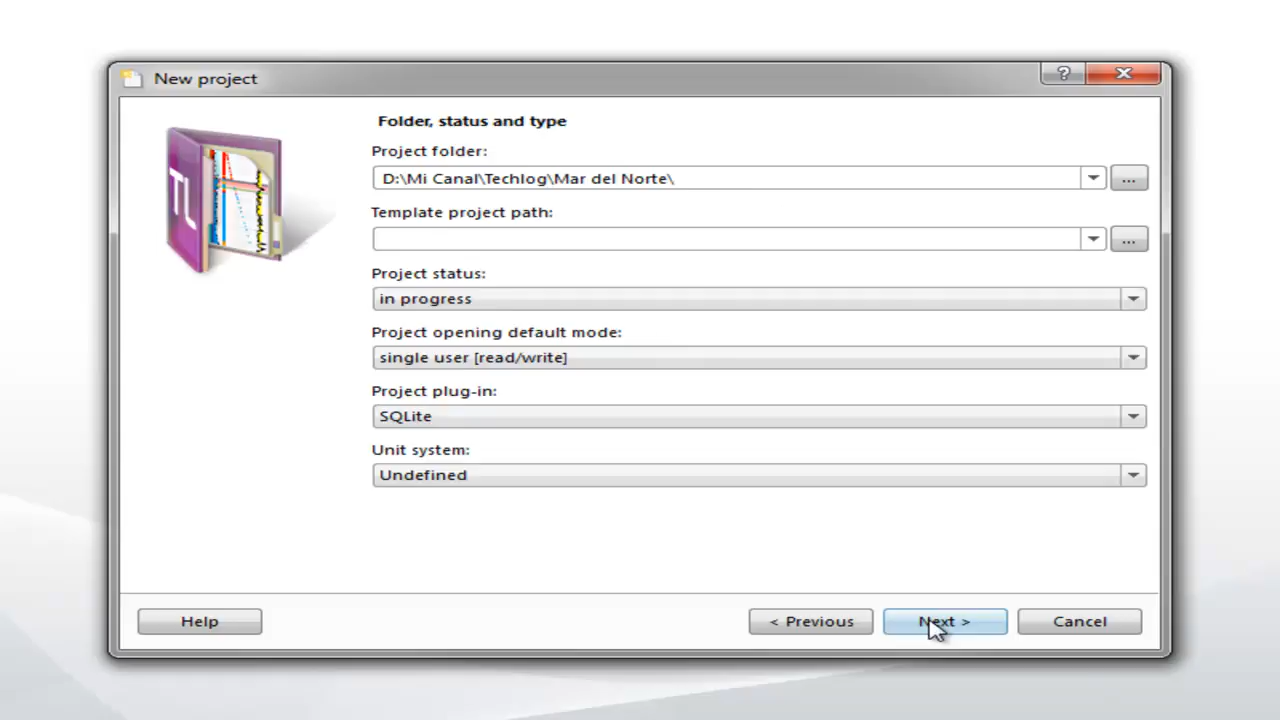 New project
?
TL
Folder, status and type
Project folder:
D:\Mi Canal\Techlog\Mar del Norte\
...
Template project path:
...
Project status:
in progress
Project opening default mode:
single user [read/write]
Project plug-in:
SQLite
Unit system:
Undefined
Help
< Previous
Next >
Cancel